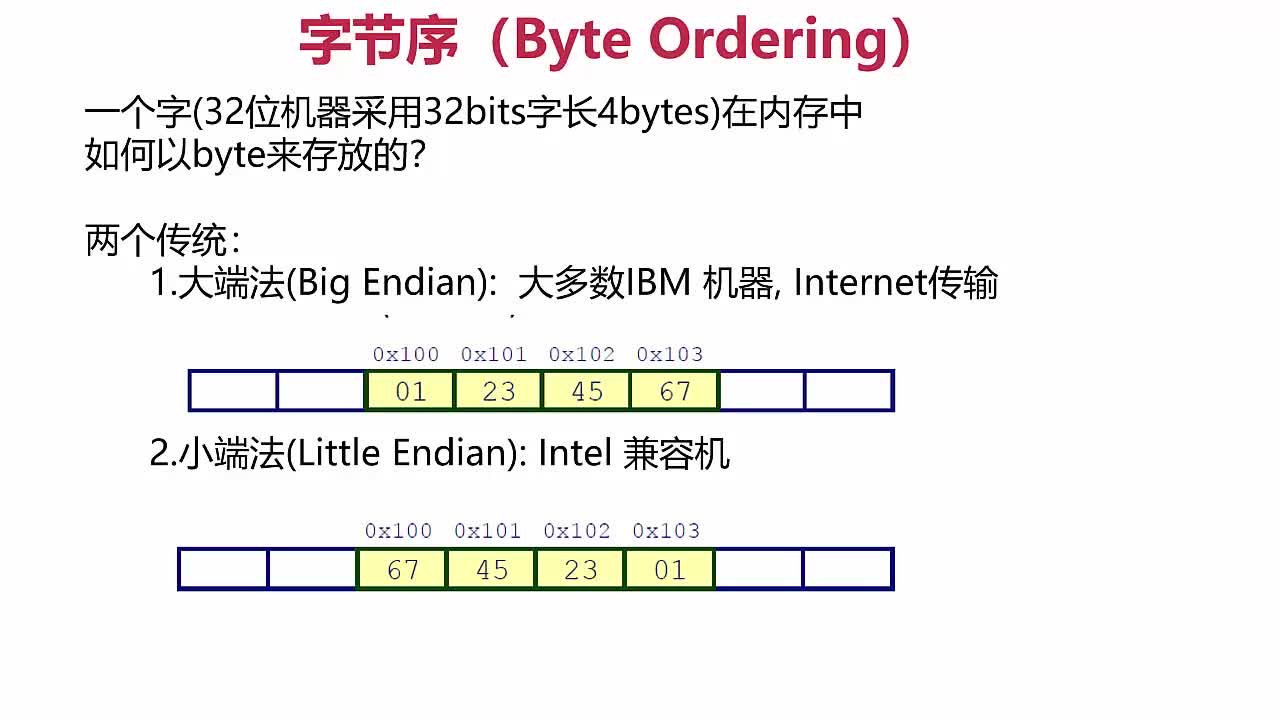 字节序（Byte Ordering）
一个字(32位机器采用32bits字长4bytes)在内存中
如何以byte来存放的？
两个传统：
1.大端法(Big Endian): 大多数IBM 机器, Internet传输
0x100 0x101 0x102 0x103
01 23 45 67
2.小端法(Little Endian): Intel 兼容机
0x100 0x101 0x102 0x103
67 45 23 01